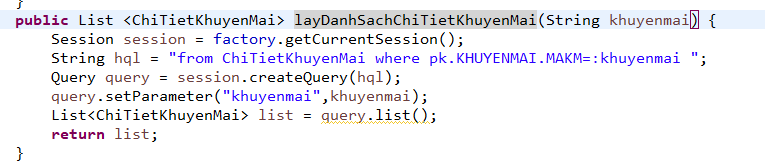 }
public List <ChiTietKhuyenMai> layDanhSachChiTietKhuyenMai(String khuyenmai) {
Session session = factory.getCurrentSession();
String hql = "from ChiTietKhuyenMai where pk.KHUYENMAI.MAKM=:khuyenmai ";
Query query = session.createQuery(hql);
query.setParameter("khuyenmai",khuyenmai);
List<ChiTietKhuyenMai> list = query.list();
return list;
}